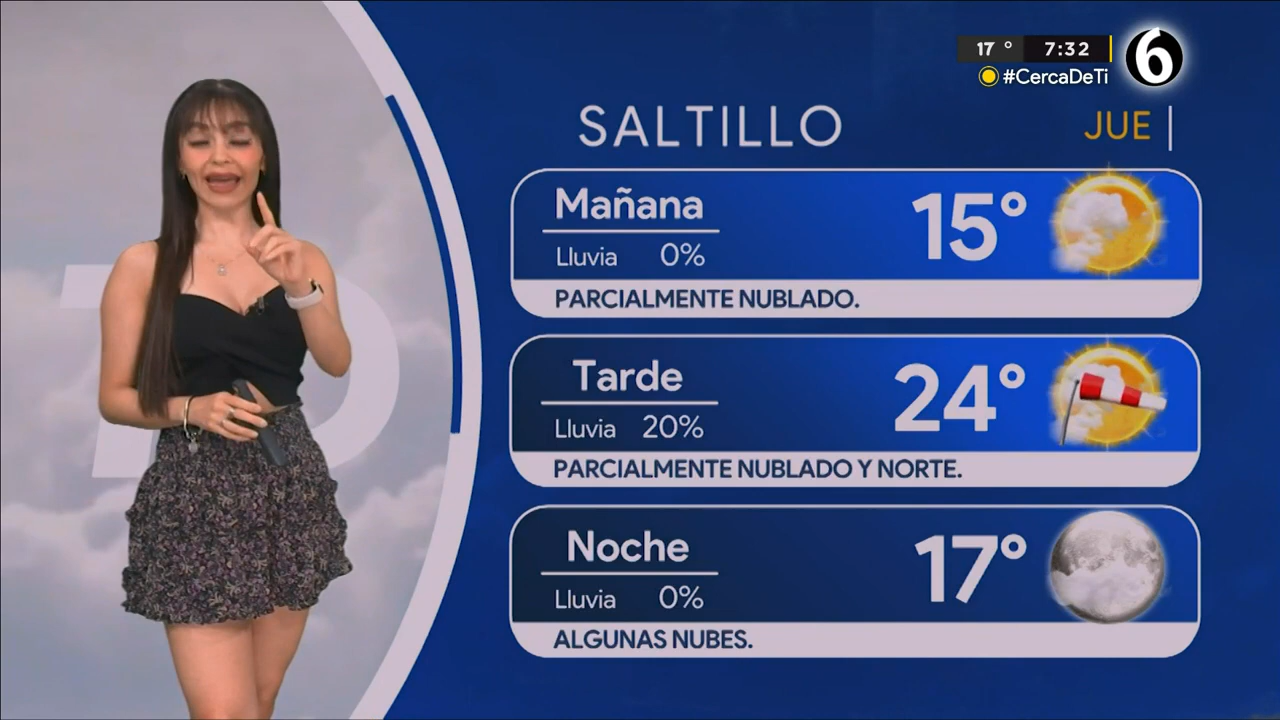 17 ° 7:32
6
#CercaDeTi
SALTILLO JUE
Mañana 15°
Lluvia 0%
PARCIALMENTE NUBLADO.
Tarde 24°
Lluvia 20%
PARCIALMENTE NUBLADO Y NORTE.
Noche 17°
Lluvia 0%
ALGUNAS NUBES.